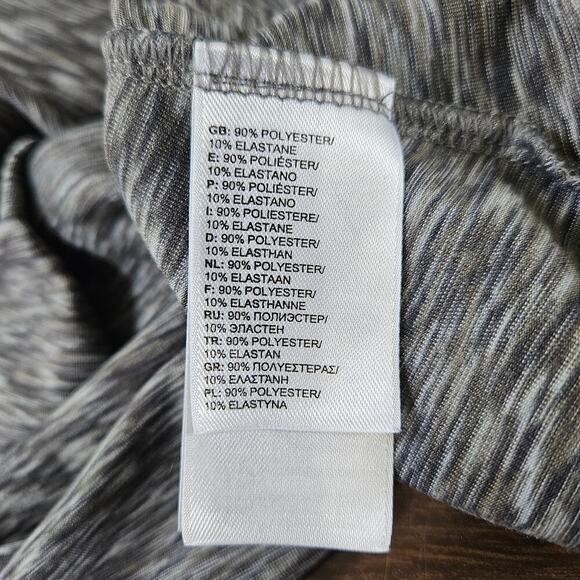 GB: 90% POLYESTER/
10% ELASTANE
E: 90% POLIÉSTER/
10% ELASTANO
P: 90% POLIÉSTER/
10% ELASTANO
I: 90% POLIESTERE/
10% ELASTANE
D: 90% POLYESTER/
10% ELASTHAN
NL: 90% POLYESTER/
10% ELASTAAN
F: 90% POLYESTER/
10% ELASTHANNE
RU: 90% ПОЛИЭСТЕР/
10% ЭЛАСТЕН
TR: 90% POLYESTER/
10% ELASTAN
GR: 90% ΠΟΛΥΕΣΤΕΡΑΣ/
10% ΕΛΑΣΤΑΝΗ
PL: 90% POLYESTER/
10% ELASTYNA